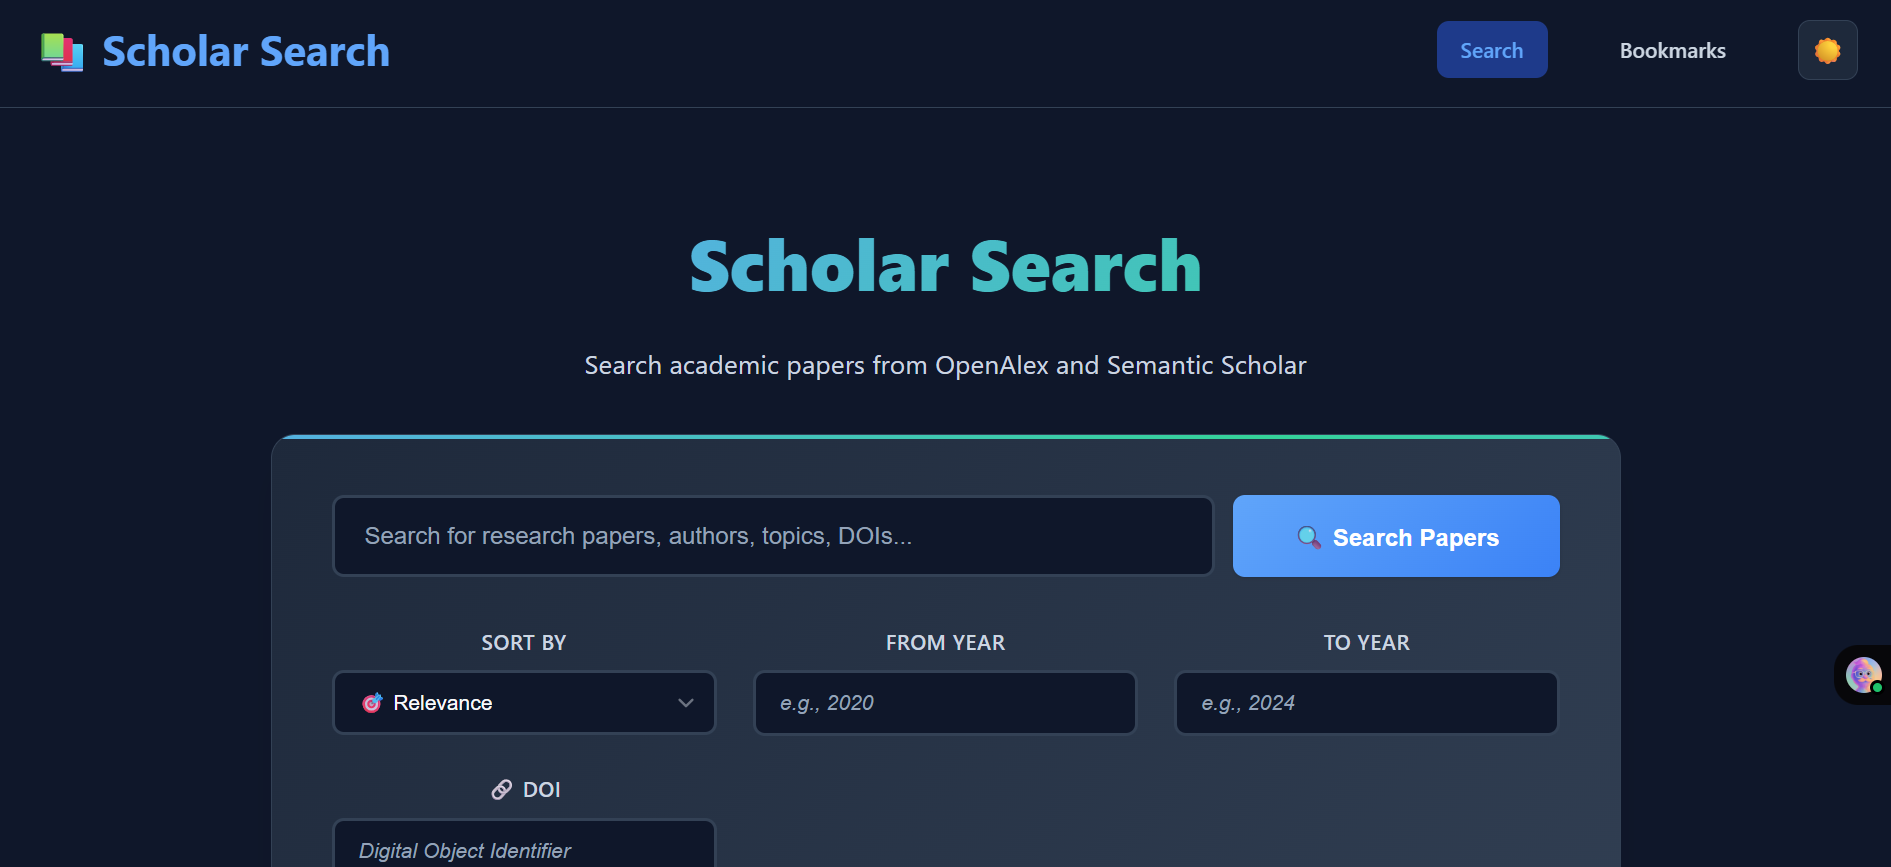 Scholar Search
Search
Bookmarks
Scholar Search
Search academic papers from OpenAlex and Semantic Scholar
Search for research papers, authors, topics, DOIs...
Search Papers
SORT BY
FROM YEAR
TO YEAR
Relevance
e.g., 2020
e.g., 2024
DOI
Digital Object Identifier